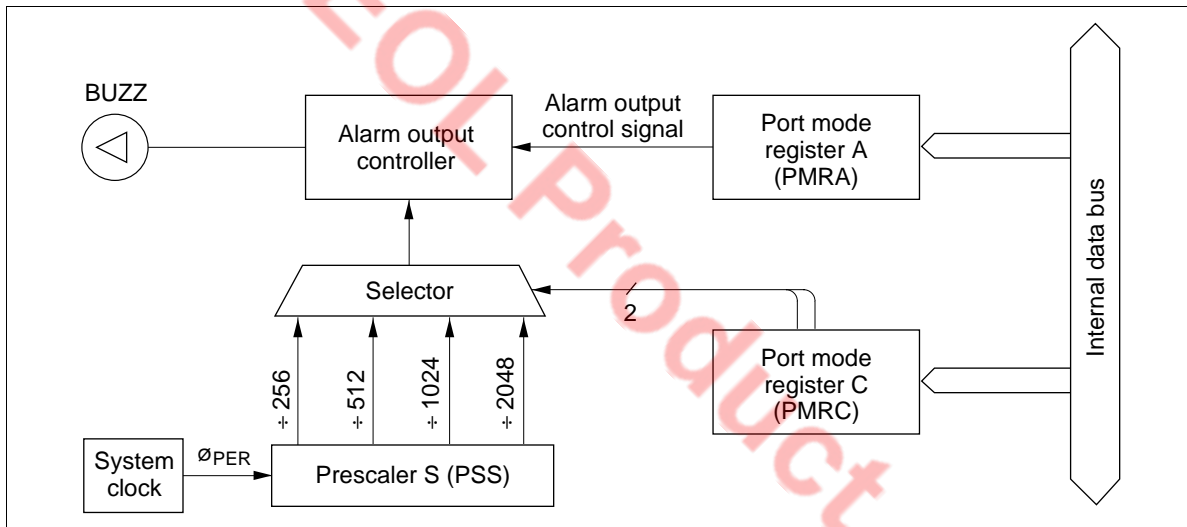 BUZZ
Alarm output
controller
Alarm output
control signal
Port mode
register A
(PMRA)
Internal data bus
Selector
2
Port mode
register C
(PMRC)
÷ 256
÷ 512
÷ 1024
÷ 2048
System
clock
øPER
Prescaler S (PSS)
EOL Product